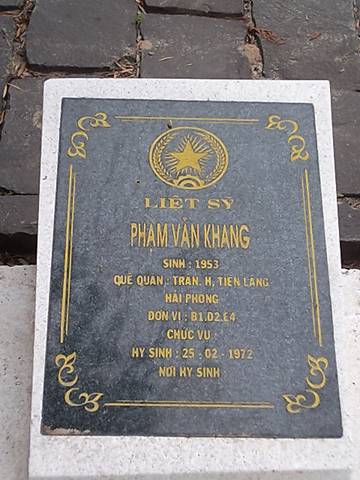 LIỆT SỸ
PHẠM VĂN KHANG
SINH : 1953
QUÊ QUÁN : TRẤN. H, TIÊN LÃNG
HẢI PHÒNG
ĐƠN VỊ : B1.D2.E4
CHỨC VỤ :
HY SINH : 25 - 02 - 1972
NƠI HY SINH